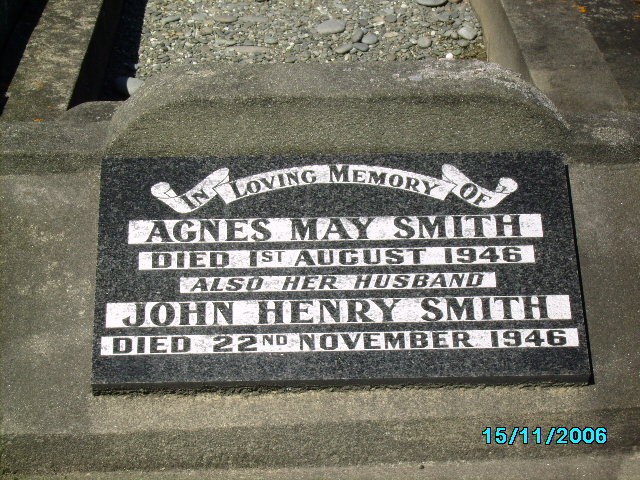 In Loving Memory Of
AGNES MAY SMITH
DIED 1ST AUGUST 1946
ALSO HER HUSBAND
JOHN HENRY SMITH
DIED 22ND NOVEMBER 1946
15/11/2006